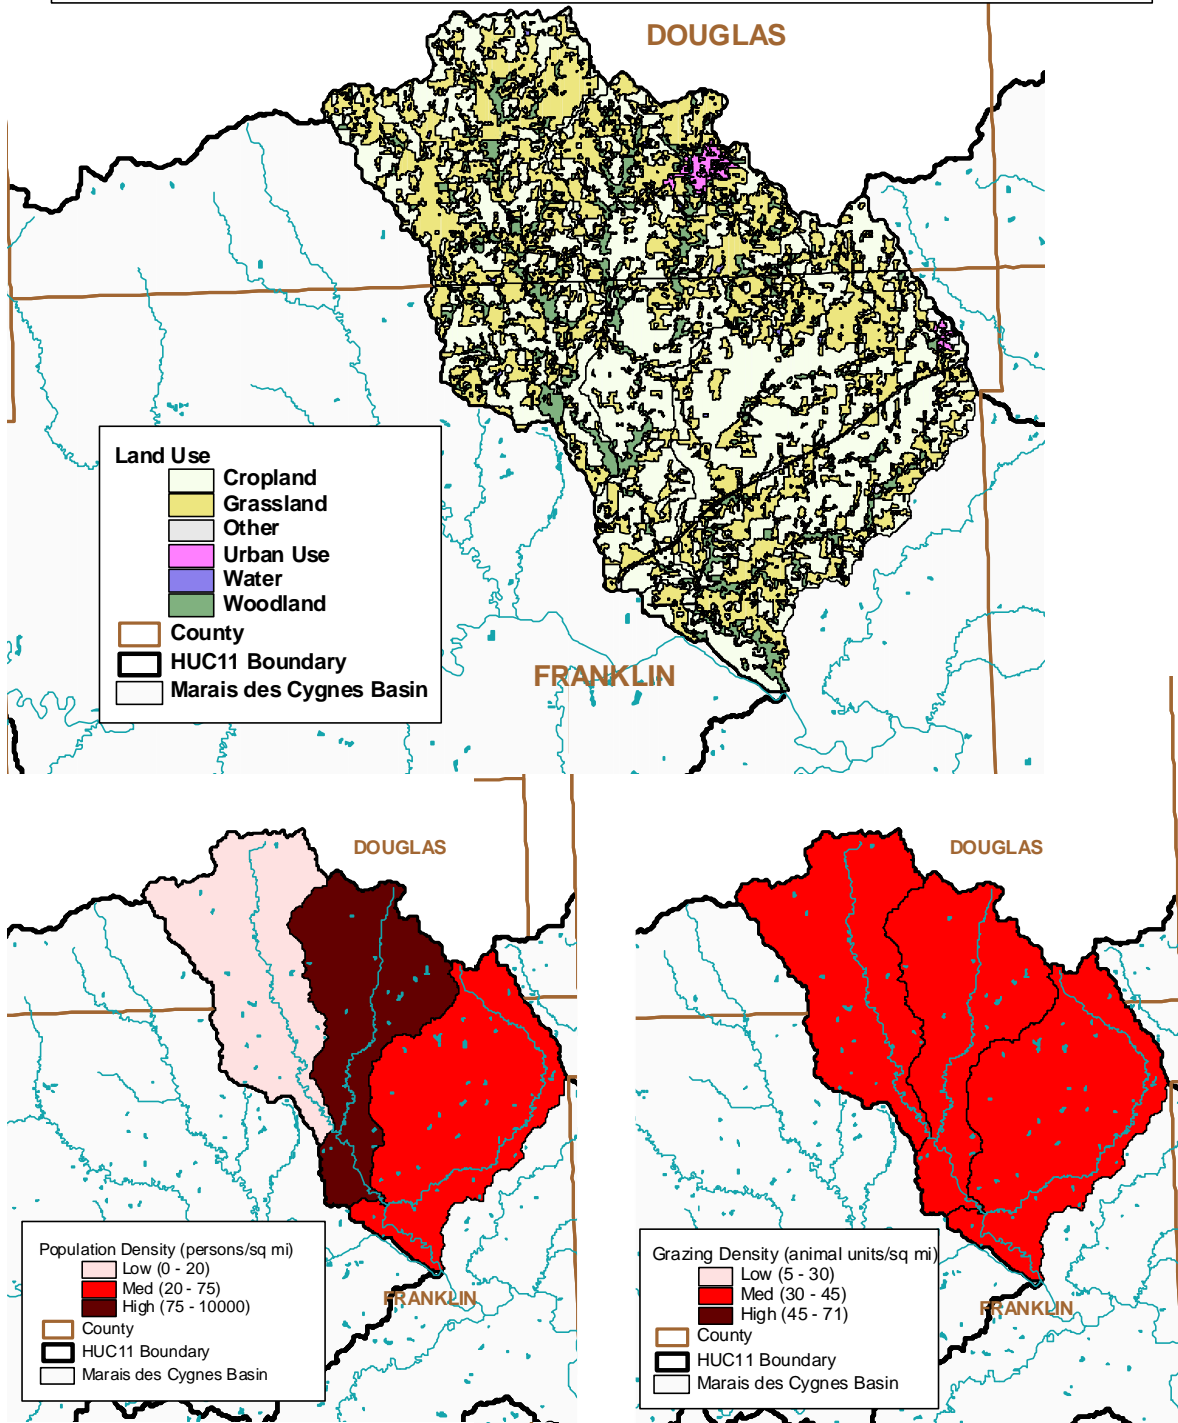 DOUGLAS
Land Use
Cropland
Grassland
Other
Urban Use
Water
Woodland
County
HUC11 Boundary
Marais des Cygnes Basin
FRANKLIN
DOUGLAS
Population Density (persons/sq mi)
Low (0 - 20)
Med (20 - 75)
High (75 - 10000)
County
HUC11 Boundary
Marais des Cygnes Basin
FRANKLIN
DOUGLAS
Grazing Density (animal units/sq mi)
Low (5 - 30)
Med (30 - 45)
High (45 - 71)
County
HUC11 Boundary
Marais des Cygnes Basin
FRANKLIN